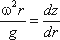 ω²r/g = dz/dr